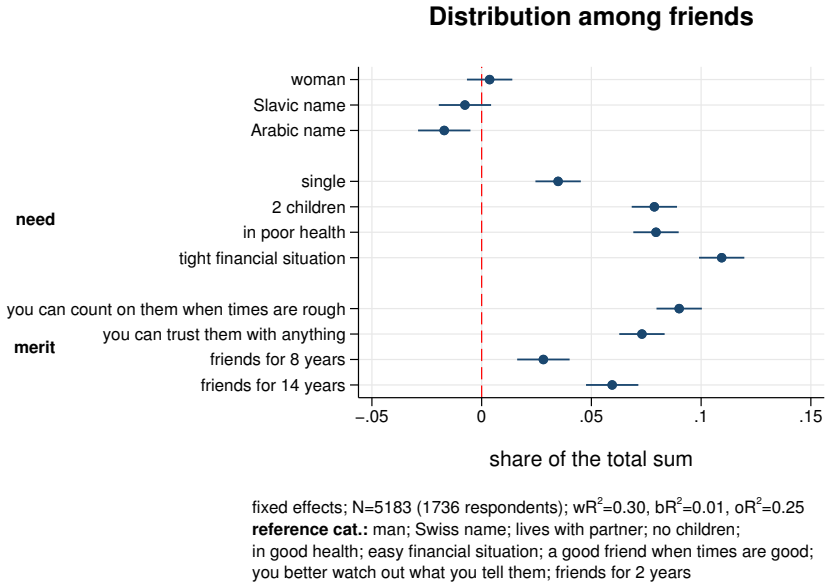 Distribution among friends
woman
Slavic name
Arabic name
single
2 children
need
in poor health
tight financial situation
you can count on them when times are rough
you can trust them with anything
merit
friends for 8 years
friends for 14 years
−.05 0 .05 .1 .15
share of the total sum
fixed effects; N=5183 (1736 respondents); wR²=0.30, bR²=0.01, oR²=0.25
reference cat.: man; Swiss name; lives with partner; no children;
in good health; easy financial situation; a good friend when times are good;
you better watch out what you tell them; friends for 2 years